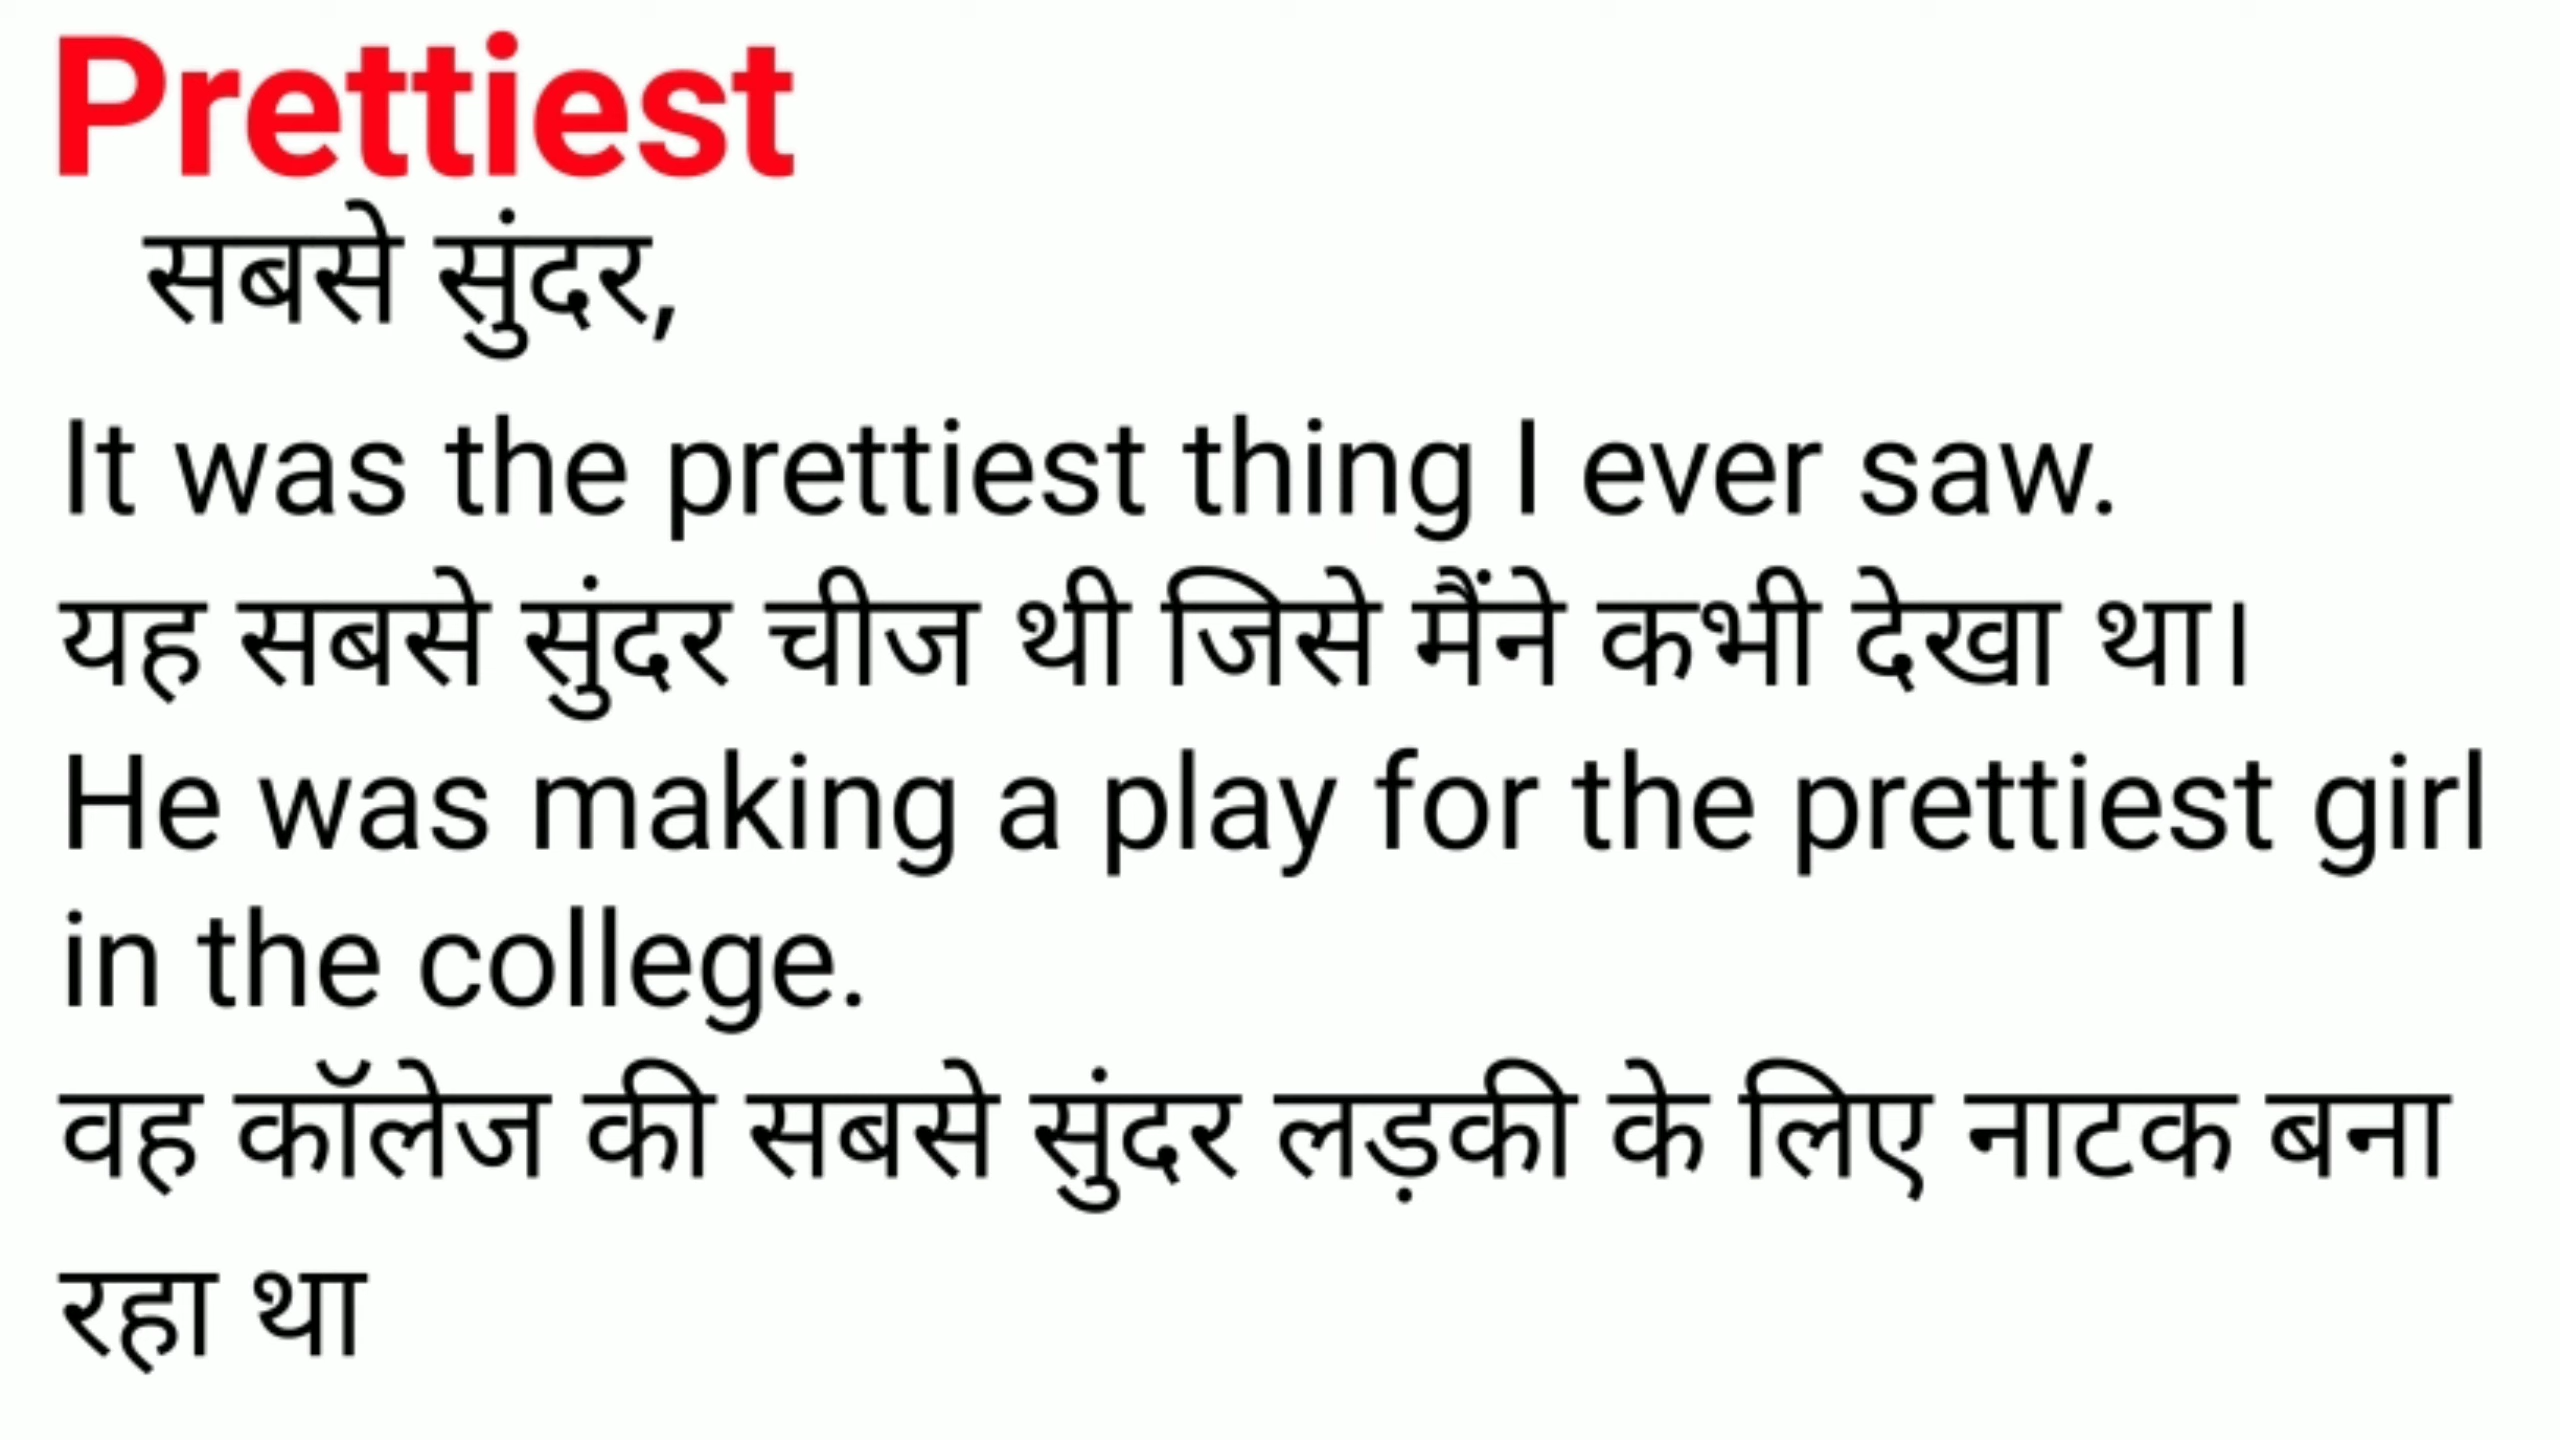 Prettiest
सबसे सुंदर,
It was the prettiest thing I ever saw.
यह सबसे सुंदर चीज थी जिसे मैंने कभी देखा था।
He was making a play for the prettiest girl
in the college.
वह कॉलेज की सबसे सुंदर लड़की के लिए नाटक बना
रहा था